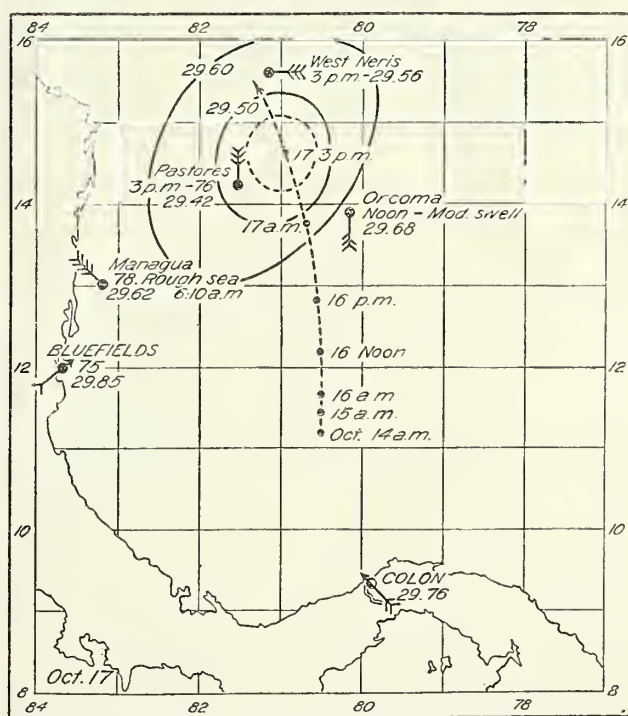 84
82
80
78
16
16
29.60
West Neris
3 p.m.-29.56
29.50
17 3 p.m.
Pastores
3 p.m.-76
29.42
Orcoma
Noon - Mod. swell
29.68
14
14
17 a.m.
Managua
78. Rough sea
29.62 6:10 a.m
16 p.m.
BLUEFIELDS
75
29.85
16 Noon
12
12
16 a m
15 a.m.
Oct. 14 a.m.
10
10
COLON
29.76
Oct. 17
8
8
84
82
80
78